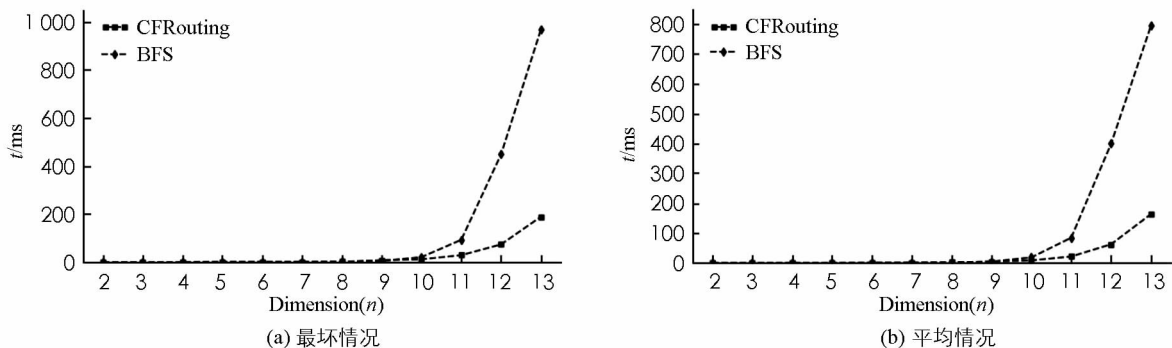 1 000
800
600
400
200
0
t/ms
CFRouting
BFS
2 3 4 5 6 7 8 9 10 11 12 13
Dimension(n)
(a) 最坏情况
800
700
600
500
400
300
200
100
0
t/ms
CFRouting
BFS
2 3 4 5 6 7 8 9 10 11 12 13
Dimension(n)
(b) 平均情况